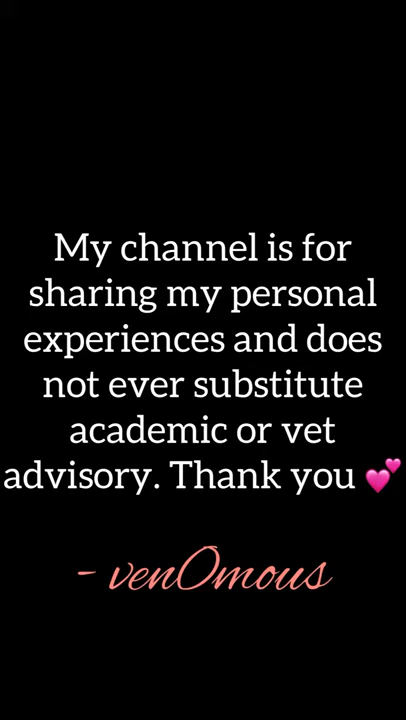 My channel is for
sharing my personal
experiences and does
not ever substitute
academic or vet
advisory. Thank you 💕
- venOmous